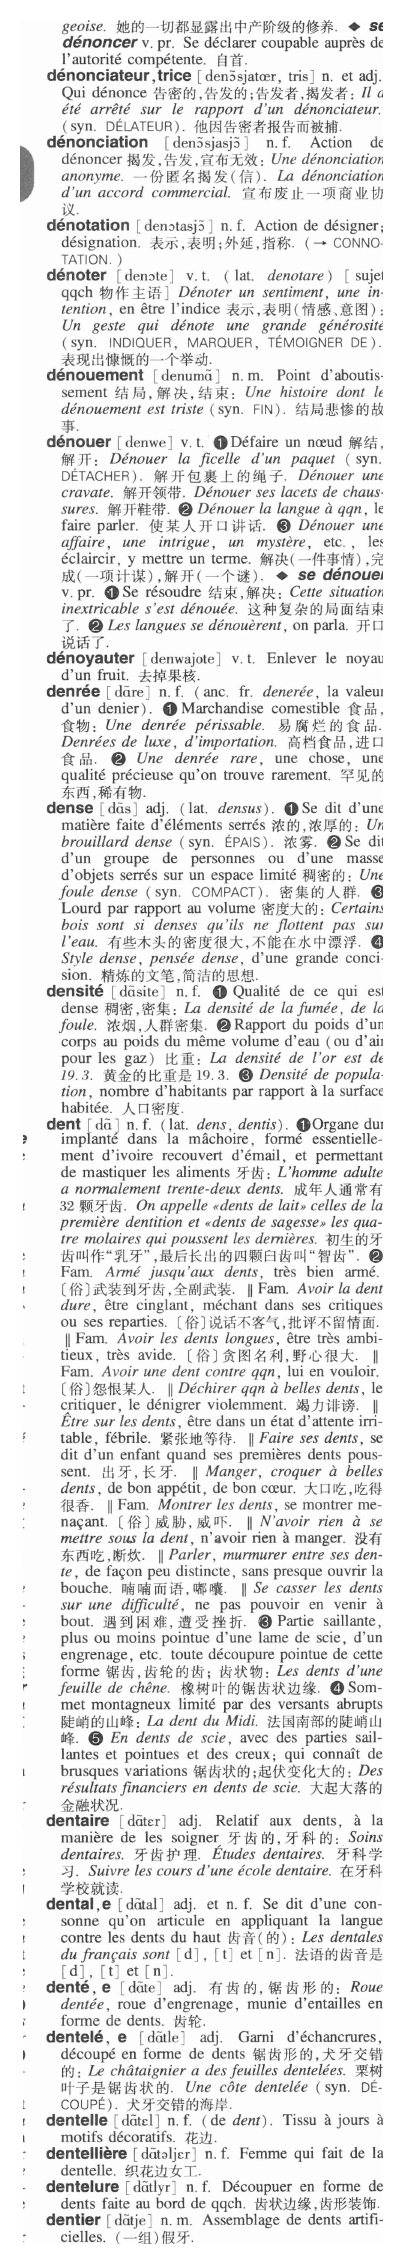 geoise. 她的一切都显露出中产阶级的修养. ◆ se
dénoncer v. pr. Se déclarer coupable auprès de
l'autorité compétente. 自首.
dénonciateur, trice [denɔ̃sjatœr, tris] n. et adj.
Qui dénonce 告密的,告发的;告发者,揭发者: Il a
été arrêté sur le rapport d'un dénonciateur.
(syn. DÉLATEUR). 他因告密者报告而被捕.
dénonciation [denɔ̃sjasjɔ̃] n. f. Action de
dénoncer 揭发,告发,宣布无效: Une dénonciation
anonyme. 一份匿名揭发(信). La dénonciation
d'un accord commercial. 宣布废止一项商业协
议.
dénotation [denɔtasjɔ̃] n. f. Action de désigner;
désignation. 表示,表明;外延,指称. (→ CONNO-
TATION.)
dénoter [denɔte] v. t. (lat. denotare) [sujet
qqch 物作主语] Dénoter un sentiment, une in-
tention, en être l'indice 表示,表明(情感、意图):
Un geste qui dénote une grande générosité
(syn. INDIQUER, MARQUER, TÉMOIGNER DE).
表现出慷慨的一个举动.
dénouement [denumɑ̃] n. m. Point d'aboutis-
sement 结局,解决,结束: Une histoire dont le
dénouement est triste (syn. FIN). 结局悲惨的故
事.
dénouer [denwe] v. t. ❶ Défaire un nœud 解结,
解开: Dénouer la ficelle d'un paquet (syn.
DÉTACHER). 解开包裹上的绳子. Dénouer une
cravate. 解开领带. Dénouer ses lacets de chaus-
sures. 解开鞋带. ❷ Dénouer la langue à qqn, le
faire parler. 使某人开口讲话. ❸ Dénouer une
affaire, une intrigue, un mystère, etc., les
éclaircir, y mettre un terme. 解决(一件事情),完
成(一项计谋),解开(一个谜). ◆ se dénouer
v. pr. ❶ Se résoudre 结束,解决: Cette situation
inextricable s'est dénouée. 这种复杂的局面结束
了. ❷ Les langues se dénouèrent, on parla. 开口
说话了.
dénoyauter [denwajote] v. t. Enlever le noyau
d'un fruit. 去掉果核.
denrée [dɑ̃re] n. f. (anc. fr. denerée, la valeur
d'un denier). ❶ Marchandise comestible 食品,
食物: Une denrée périssable. 易腐烂的食品.
Denrées de luxe, d'importation. 高档食品,进口
食品. ❷ Une denrée rare, une chose, une
qualité précieuse qu'on trouve rarement. 罕见的
东西,稀有物.
dense [dɑ̃s] adj. (lat. densus). ❶ Se dit d'une
matière faite d'éléments serrés 浓的,浓厚的: Un
brouillard dense (syn. ÉPAIS). 浓雾. ❷ Se dit
d'un groupe de personnes ou d'une masse
d'objets serrés sur un espace limité 稠密的: Une
foule dense (syn. COMPACT). 密集的人群. ❸
Lourd par rapport au volume 密度大的: Certains
bois sont si denses qu'ils ne flottent pas sur
l'eau. 有些木头的密度很大,不能在水中漂浮. ❹
Style dense, pensée dense, d'une grande conci-
sion. 精炼的文笔,简洁的思想.
densité [dɑ̃site] n. f. ❶ Qualité de ce qui est
dense 稠密,密集: La densité de la fumée, de la
foule. 浓烟,人群密集. ❷ Rapport du poids d'un
corps au poids du même volume d'eau (ou d'air
pour les gaz) 比重: La densité de l'or est de
19.3. 黄金的比重是 19.3. ❸ Densité de popula-
tion, nombre d'habitants par rapport à la surface
habitée. 人口密度.
dent [dɑ̃] n. f. (lat. dens, dentis). ❶ Organe dur
implanté dans la mâchoire, formé essentielle-
ment d'ivoire recouvert d'émail, et permettant
de mastiquer les aliments 牙齿: L'homme adulte
a normalement trente-deux dents. 成年人通常有
32 颗牙齿. On appelle «dents de lait» celles de la
première dentition et «dents de sagesse» les qua-
tre molaires qui poussent les dernières. 初生的牙
齿叫作“乳牙”,最后长出的四颗臼齿叫“智齿”. ❷
Fam. Armé jusqu'aux dents, très bien armé.
〔俗〕武装到牙齿,全副武装. ‖ Fam. Avoir la dent
dure, être cinglant, méchant dans ses critiques
ou ses reparties. 〔俗〕说话不客气,批评不留情面.
‖ Fam. Avoir les dents longues, être très ambi-
tieux, très avide. 〔俗〕贪图名利,野心很大. ‖
Fam. Avoir une dent contre qqn, lui en vouloir.
〔俗〕怨恨某人. ‖ Déchirer qqn à belles dents, le
critiquer, le dénigrer violemment. 竭力诽谤. ‖
Être sur les dents, être dans un état d'attente irri-
table, fébrile. 紧张地等待. ‖ Faire ses dents, se
dit d'un enfant quand ses premières dents pous-
sent. 出牙,长牙. ‖ Manger, croquer à belles
dents, de bon appétit, de bon cœur. 大口吃,吃得
很香. ‖ Fam. Montrer les dents, se montrer me-
naçant. 〔俗〕威胁,威吓. ‖ N'avoir rien à se
mettre sous la dent, n'avoir rien à manger. 没有
东西吃,断炊. ‖ Parler, murmurer entre ses den-
te, de façon peu distincte, sans presque ouvrir la
bouche. 喃喃而语,嘟囔. ‖ Se casser les dents
sur une difficulté, ne pas pouvoir en venir à
bout. 遇到困难,遭受挫折. ❸ Partie saillante,
plus ou moins pointue d'une lame de scie, d'un
engrenage, etc. toute découpure pointue de cette
forme 锯齿,齿轮的齿; 齿状物: Les dents d'une
feuille de chêne. 橡树叶的锯齿状边缘. ❹ Som-
met montagneux limité par des versants abrupts
陡峭的山峰: La dent du Midi. 法国南部的陡峭山
峰. ❺ En dents de scie, avec des parties sail-
lantes et pointues et des creux; qui connaît de
brusques variations 锯齿状的;起伏变化大的: Des
résultats financiers en dents de scie. 大起大落的
金融状况.
dentaire [dɑ̃tɛr] adj. Relatif aux dents, à la
manière de les soigner 牙齿的,牙科的: Soins
dentaires. 牙齿护理. Études dentaires. 牙科学
习. Suivre les cours d'une école dentaire. 在牙科
学校就读.
dental, e [dɑ̃tal] adj. et n. f. Se dit d'une con-
sonne qu'on articule en appliquant la langue
contre les dents du haut 齿音(的): Les dentales
du français sont [d], [t] et [n]. 法语的齿音是
[d], [t] et [n].
denté, e [dɑ̃te] adj. 有齿的,锯齿形的: Roue
dentée, roue d'engrenage, munie d'entailles en
forme de dents. 齿轮.
dentelé, e [dɑ̃tle] adj. Garni d'échancrures,
découpé en forme de dents 锯齿形的,犬牙交错
的: Le châtaignier a des feuilles dentelées. 栗树
叶子是锯齿状的. Une côte dentelée (syn. DÉ-
COUPÉ). 犬牙交错的海岸.
dentelle [dɑ̃tɛl] n. f. (de dent). Tissu à jours à
motifs décoratifs. 花边.
dentellière [dɑ̃təljɛr] n. f. Femme qui fait de la
dentelle. 织花边女工.
dentelure [dɑ̃tlyr] n. f. Découpuer en forme de
dents faite au bord de qqch. 齿状边缘,齿形装饰.
dentier [dɑ̃tje] n. m. Assemblage de dents artifi-
cielles. (一组)假牙.